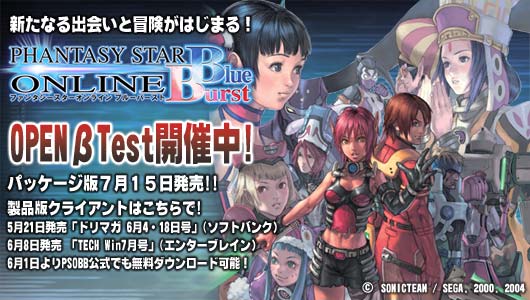 新たなる出会いと冒険がはじまる！
PHANTASY STAR
ONLINE
Blue
Burst
ファンタシースターオンライン ブルーバースト
OPENβTest開催中！
パッケージ版７月１５日発売！！
製品版クライアントはこちらで！
5月21日発売「ドリマガ 6月4・18日号」（ソフトバンク）
6月8日発売 「TECH Win7月号」（エンターブレイン）
6月1日よりPSOBB公式でも無料ダウンロード可能！
© SONICTEAM / SEGA, 2000, 2004